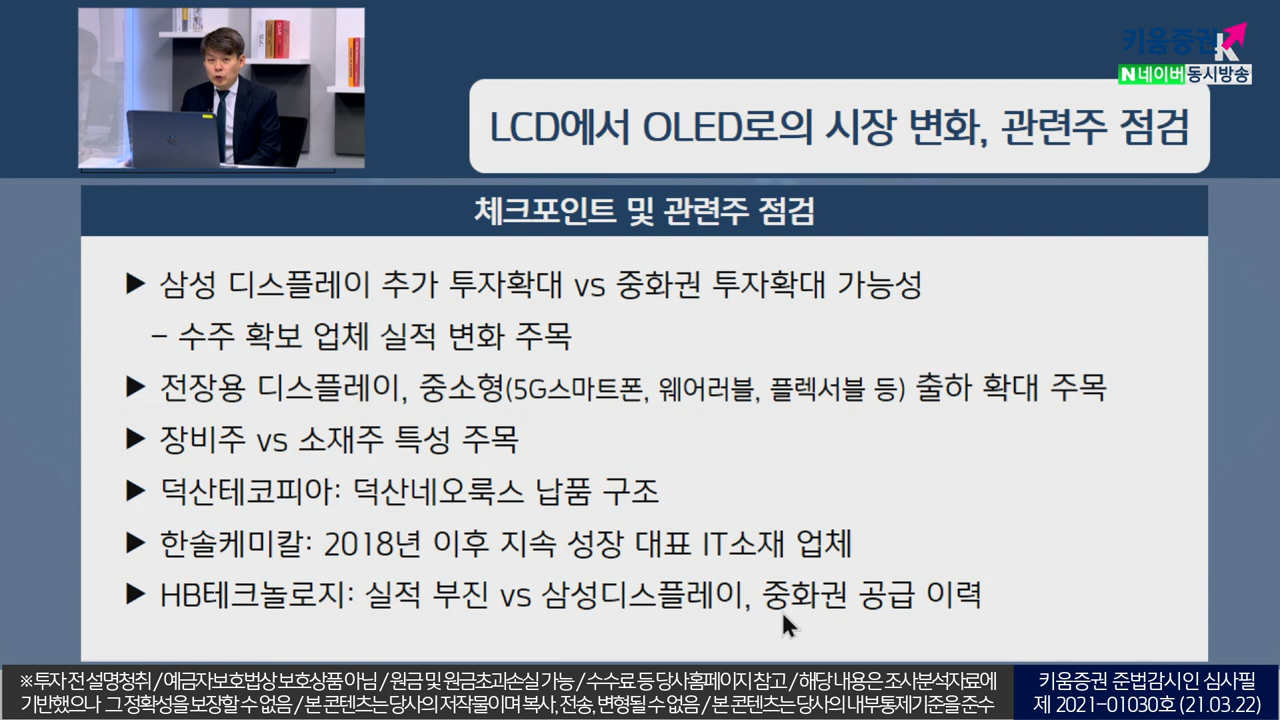 키움증권
N 네이버 동시방송
LCD에서 OLED로의 시장 변화, 관련주 점검
체크포인트 및 관련주 점검
▶ 삼성 디스플레이 추가 투자확대 vs 중화권 투자확대 가능성
- 수주 확보 업체 실적 변화 주목
▶ 전장용 디스플레이, 중소형(5G스마트폰, 웨어러블, 플렉서블 등) 출하 확대 주목
▶ 장비주 vs 소재주 특성 주목
▶ 덕산테코피아: 덕산네오룩스 납품 구조
▶ 한솔케미칼: 2018년 이후 지속 성장 대표 IT소재 업체
▶ HB테크놀로지: 실적 부진 vs 삼성디스플레이, 중화권 공급 이력
※투자 전 설명청취 / 예금자보호법상 보호상품 아님 / 원금 및 원금초과손실 가능 / 수수료 등 당사홈페이지 참고 / 해당 내용은 조사분석자료에
기반했으나 그 정확성을 보장할 수 없음 / 본 콘텐츠는 당사의 저작물이며 복사, 전송, 변형될 수 없음 / 본 콘텐츠는 당사의 내부통제기준을 준수
키움증권 준법감시인 심사필
제 2021-01030호 (21.03.22)